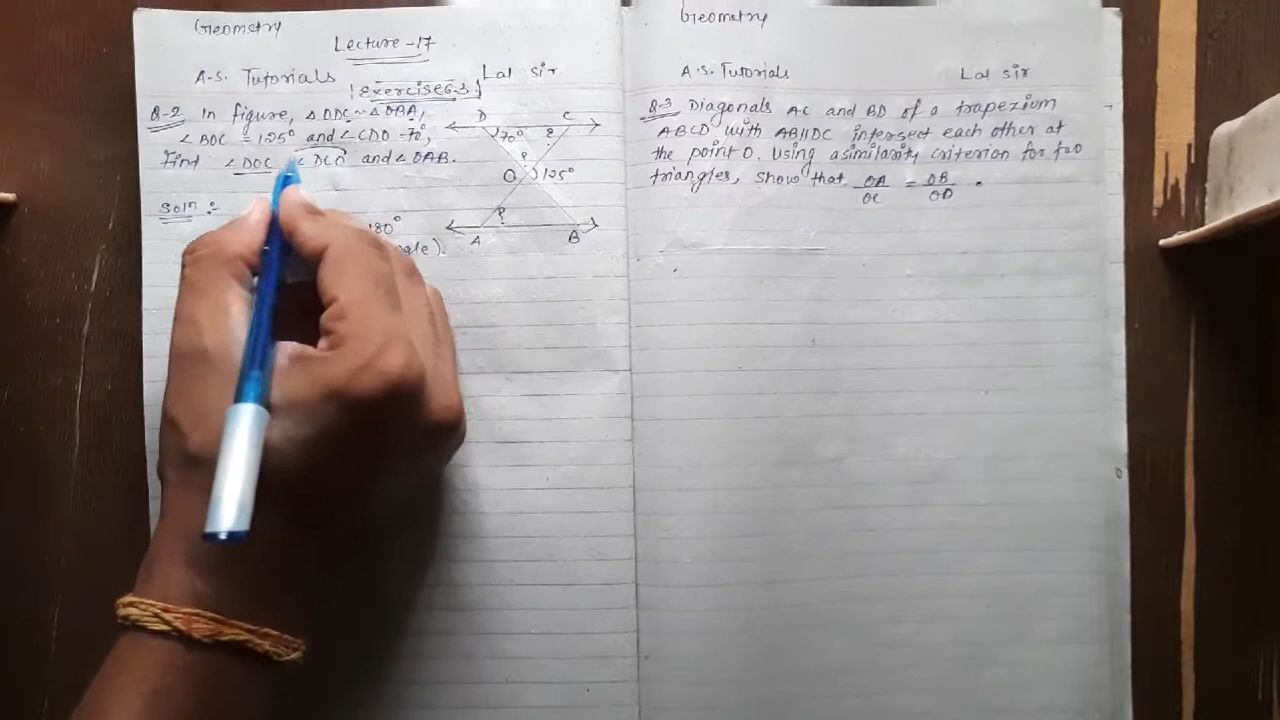 Geometry
Lecture-17
A.S. Tutorials Lal sir
Exercise 6.3
Q-2 In figure, △ODC ~ △OBA,
∠BOC = 125° and ∠CDO = 70°,
Find ∠DOC ∠DCO and ∠OAB.
Soln :-
180°
D C
70° ?
?
O 125°
?
A B
Geometry
A.S. Tutorials Lal sir
Q-3 Diagonals AC and BD of a trapezium
ABCD with AB||DC intersect each other at
the point O. Using a similarity criterion for two
triangles, show that OA/OC = OB/OD .